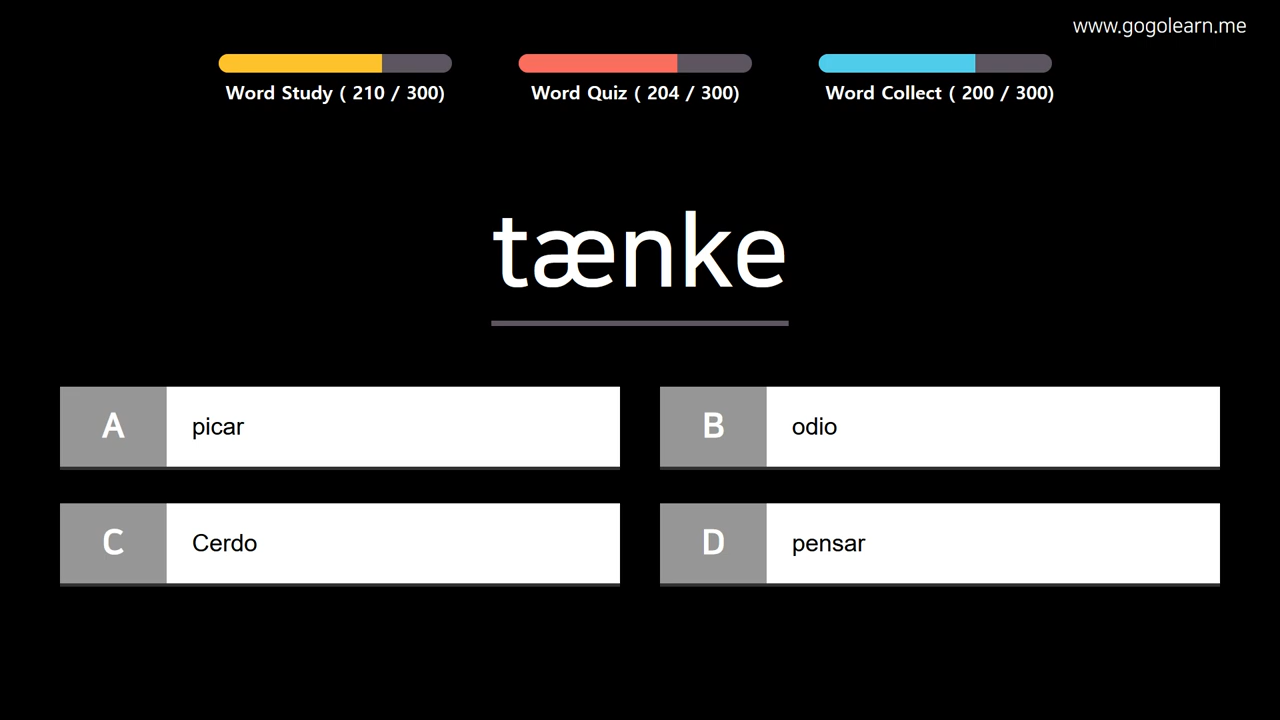 www.gogolearn.me
Word Study ( 210 / 300)
Word Quiz ( 204 / 300)
Word Collect ( 200 / 300)
tænke
A picar
B odio
C Cerdo
D pensar